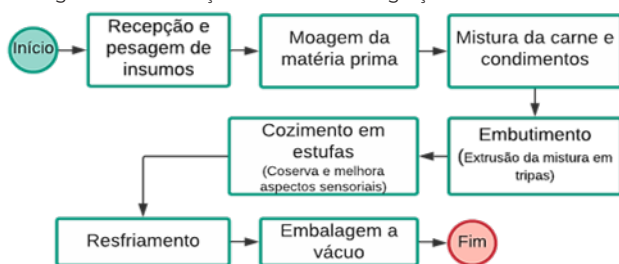 Início
Recepção e
pesagem de
insumos
Moagem da
matéria prima
Mistura da carne e
condimentos
Embutimento
(Extrusão da mistura em
tripas)
Cozimento em
estufas
(Coserva e melhora
aspectos sensoriais)
Resfriamento
Embalagem a
vácuo
Fim